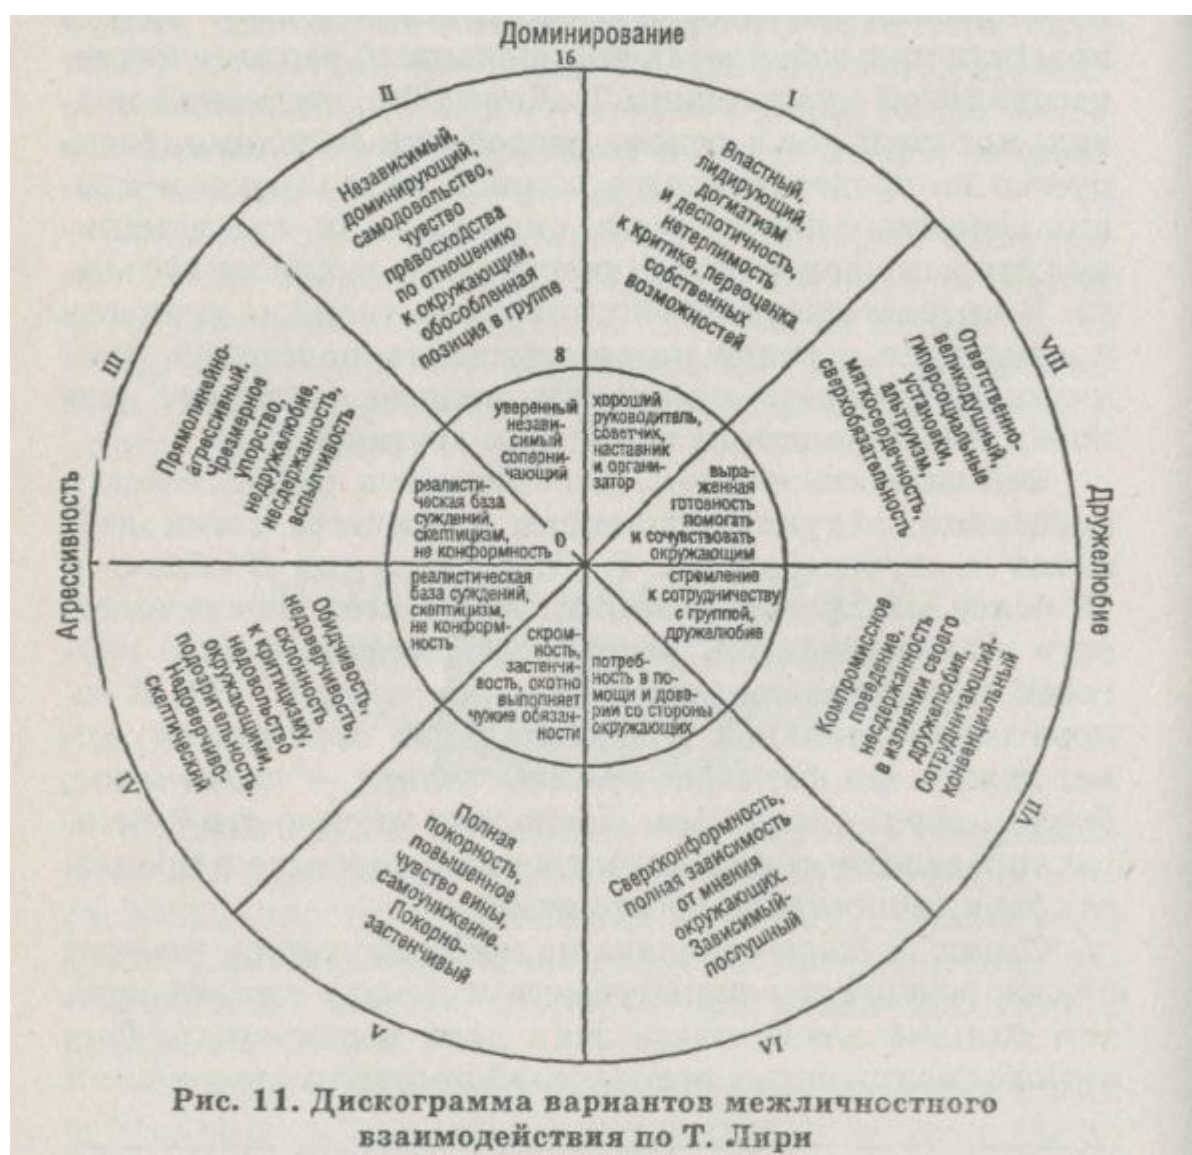 Доминирование
16
I
Властный,
лидирующий,
догматизм
и деспотичность,
нетерпимость
к критике, переоценка
собственных
возможностей
II
Независимый,
доминирующий,
самодовольство,
чувство
превосходства
по отношению
к окружающим,
обособленная
позиция в группе
III
Прямолинейно-
агрессивный.
Чрезмерное
упорство,
недружелюбие,
несдержанность,
вспыльчивость
VIII
Ответственно-
великодушный,
гиперсоциальные
установки,
альтруизм,
мягкосердечность,
сверхобязательность
8
уверенный
незави-
симый
соперни-
чающий
хороший
руководитель,
советчик,
наставник
и органи-
затор
реалисти-
ческая база
суждений,
скептицизм,
не конформность
0
выра-
женная
готовность
помогать
и сочувствовать
окружающим
Агрессивность
Дружелюбие
реалистическая
база суждений,
скептицизм,
не конформ-
ность
стремление
к сотрудничеству
с группой,
дружелюбие
скром-
ность,
застенчи-
вость, охотно
выполняет
чужие обязан-
ности
потреб-
ность в по-
мощи и дове-
рии со стороны
окружающих
Обидчивость,
недоверчивость,
склонность
к критицизму,
недовольство
окружающими,
подозрительность.
Недоверчиво-
скептический
IV
Компромиссное
поведение,
несдержанность
в излиянии своего
дружелюбия.
Сотрудничающий,
конвенциальный
VII
Полная
покорность,
повышенное
чувство вины,
самоунижение.
Покорно-
застенчивый
V
Сверхконформность,
полная зависимость
от мнения
окружающих.
Зависимый-
послушный
VI
Рис. 11. Дискограмма вариантов межличностного
взаимодействия по Т. Лири